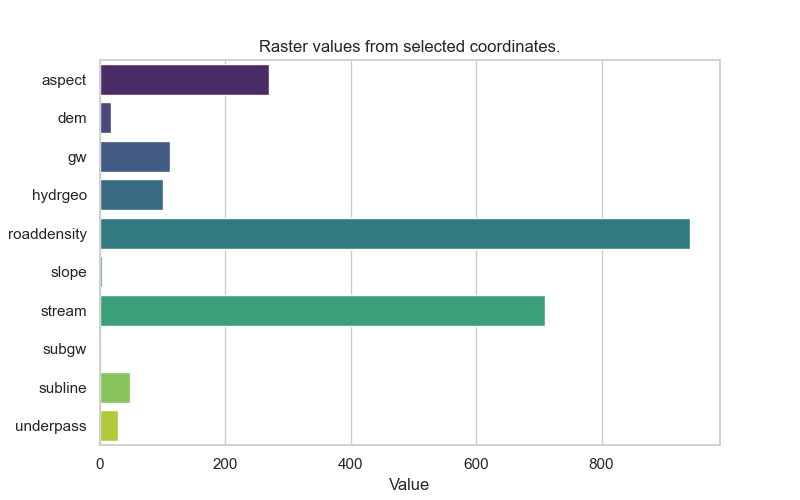 Raster values from selected coordinates.
aspect
dem
gw
hydrgeo
roaddensity
slope
stream
subgw
subline
underpass
0 200 400 600 800
Value